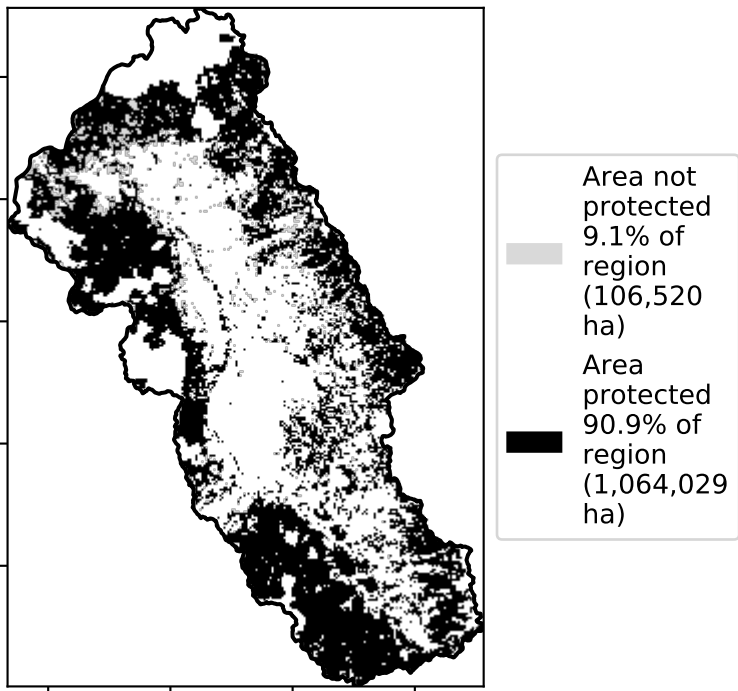 Area not
protected
9.1% of
region
(106,520
ha)
Area
protected
90.9% of
region
(1,064,029
ha)